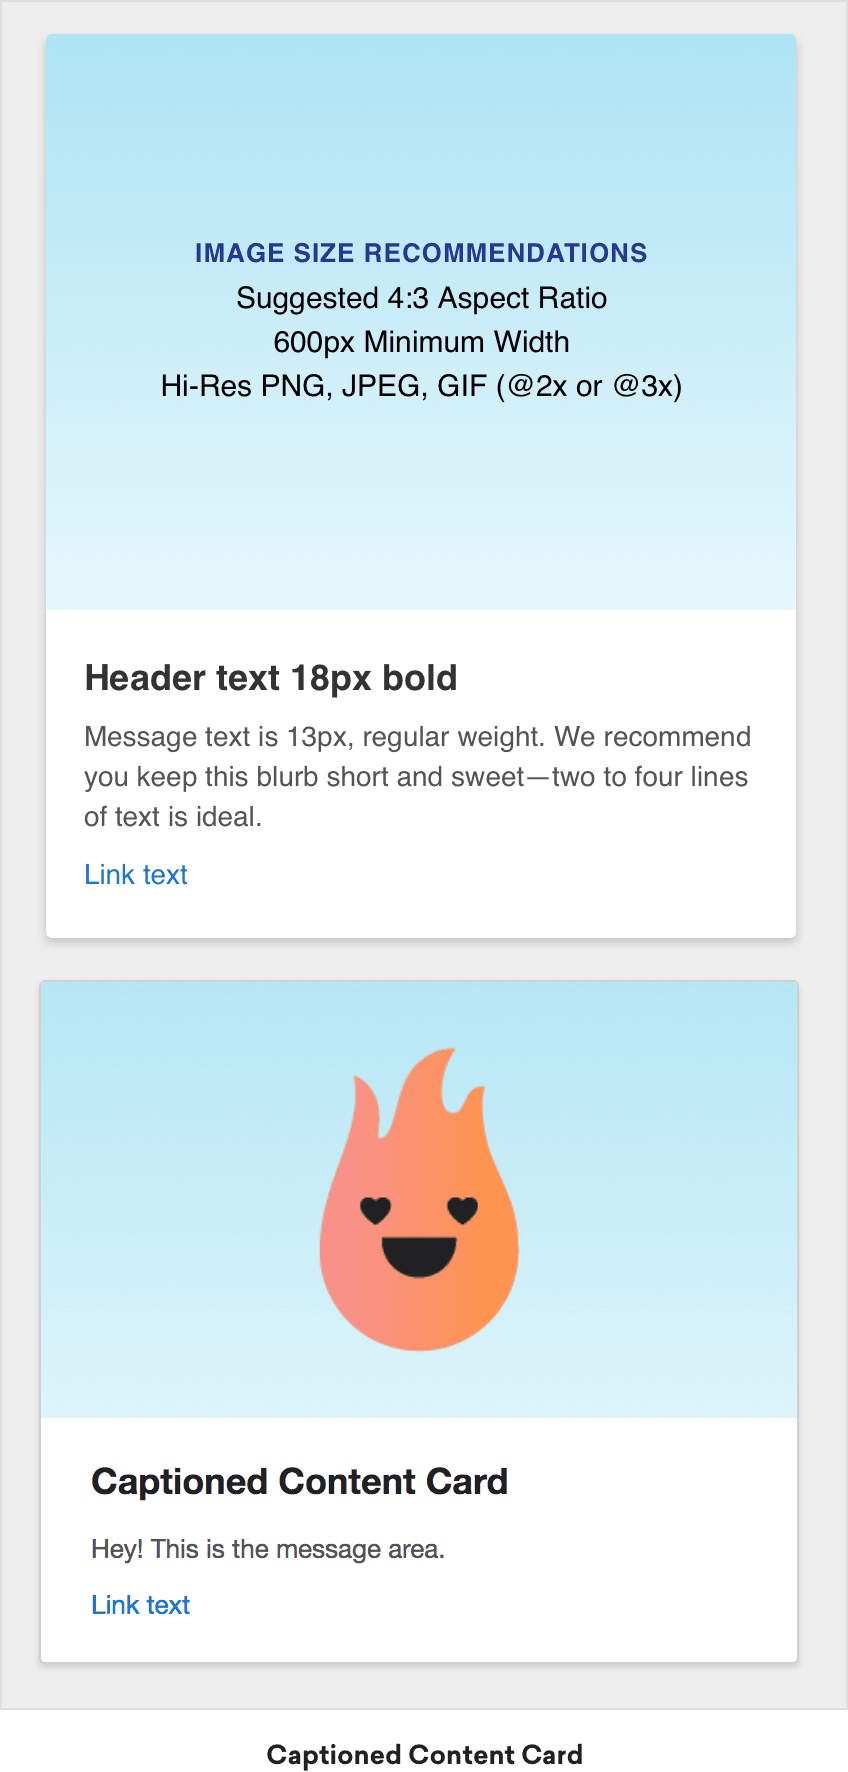 IMAGE SIZE RECOMMENDATIONS
Suggested 4:3 Aspect Ratio
600px Minimum Width
Hi-Res PNG, JPEG, GIF (@2x or @3x)
Header text 18px bold
Message text is 13px, regular weight. We recommend
you keep this blurb short and sweet—two to four lines
of text is ideal.
Link text
Captioned Content Card
Hey! This is the message area.
Link text
Captioned Content Card